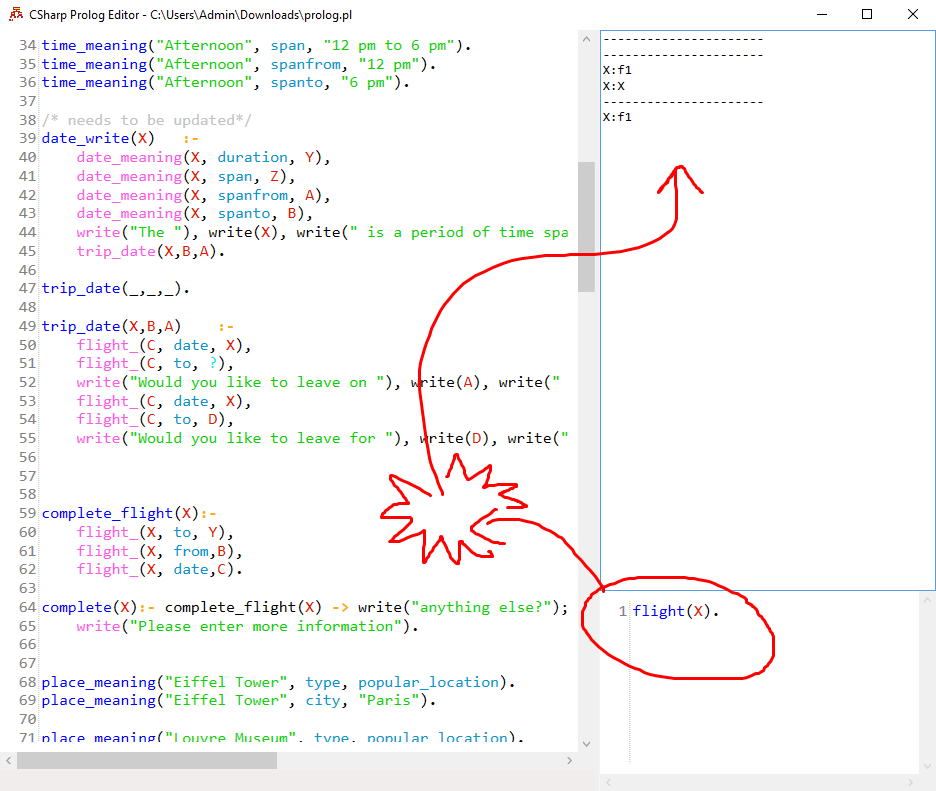 CSharp Prolog Editor - C:\Users\Admin\Downloads\prolog.pl
34 time_meaning("Afternoon", span, "12 pm to 6 pm").
35 time_meaning("Afternoon", spanfrom, "12 pm").
36 time_meaning("Afternoon", spanto, "6 pm").
37
38 /* needs to be updated*/
39 date_write(X)   :-
40     date_meaning(X, duration, Y),
41     date_meaning(X, span, Z),
42     date_meaning(X, spanfrom, A),
43     date_meaning(X, spanto, B),
44     write("The "), write(X), write(" is a period of time spa
45     trip_date(X,B,A).
46
47 trip_date(_,_,_).
48
49 trip_date(X,B,A)    :-
50     flight_(C, date, X),
51     flight_(C, to, ?),
52     write("Would you like to leave on "), write(A), write("
53     flight_(C, date, X),
54     flight_(C, to, D),
55     write("Would you like to leave for "), write(D), write("
56
57
58
59 complete_flight(X):-
60     flight_(X, to, Y),
61     flight_(X, from,B),
62     flight_(X, date,C).
63
64 complete(X):- complete_flight(X) -> write("anything else?");
65     write("Please enter more information").
66
67
68 place_meaning("Eiffel Tower", type, popular_location).
69 place_meaning("Eiffel Tower", city, "Paris").
70
71 place_meaning("Louvre Museum", type, popular_location).
----------------------
----------------------
X:f1
X:X
----------------------
X:f1
1 flight(X).